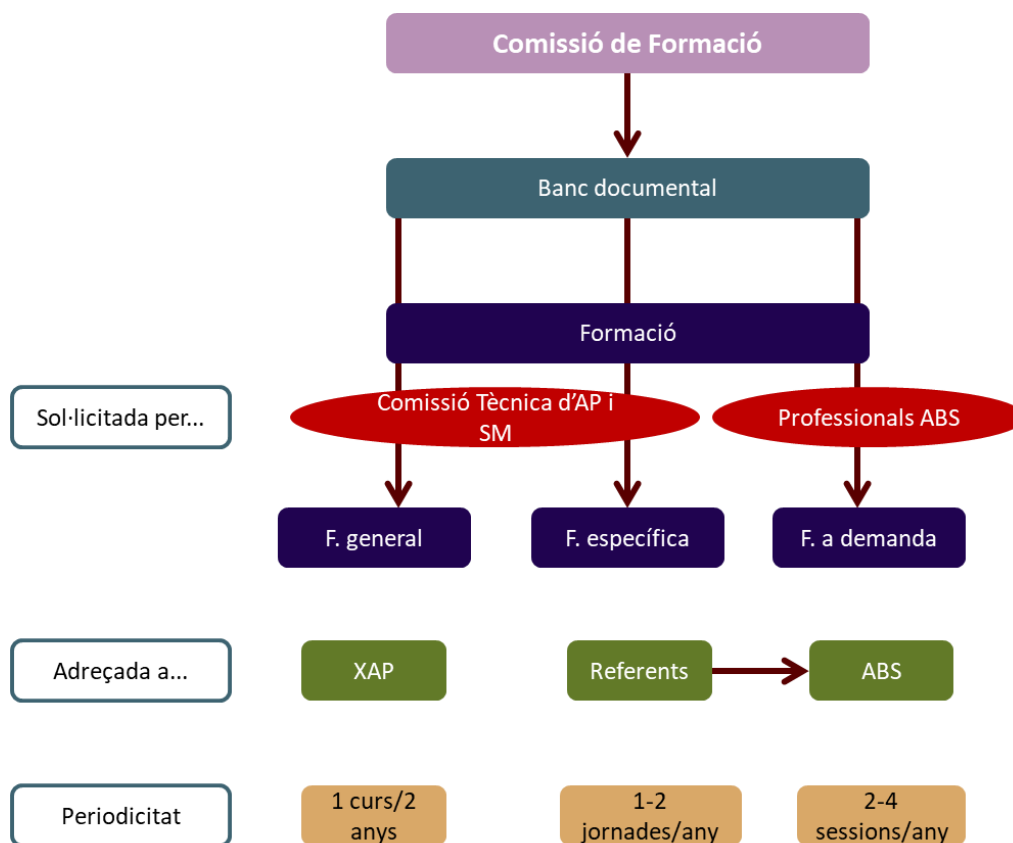 Comissió de Formació
Banc documental
Formació
Sol·licitada per...
Comissió Tècnica d'AP i
SM
Professionals ABS
F. general
F. específica
F. a demanda
Adreçada a...
XAP
Referents
ABS
Periodicitat
1 curs/2
anys
1-2
jornades/any
2-4
sessions/any